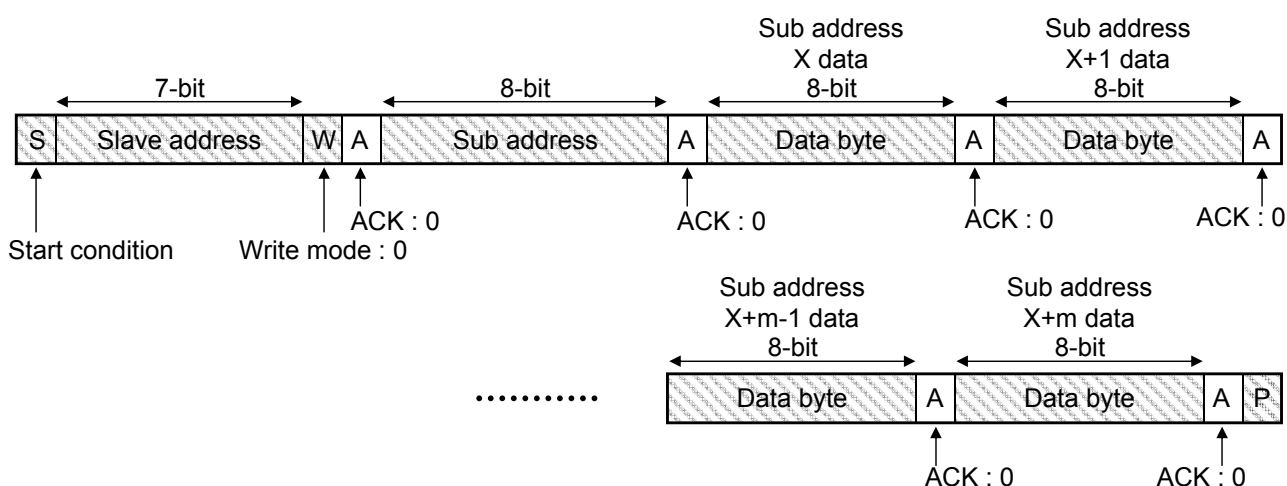 Sub address
X data
Sub address
X+1 data
7-bit
8-bit
8-bit
8-bit
S
Slave address
W
A
Sub address
A
Data byte
A
Data byte
A
ACK : 0
ACK : 0
ACK : 0
ACK : 0
Start condition
Write mode : 0
Sub address
X+m-1 data
8-bit
Sub address
X+m data
8-bit
...........
Data byte
A
Data byte
A
P
ACK : 0
ACK : 0